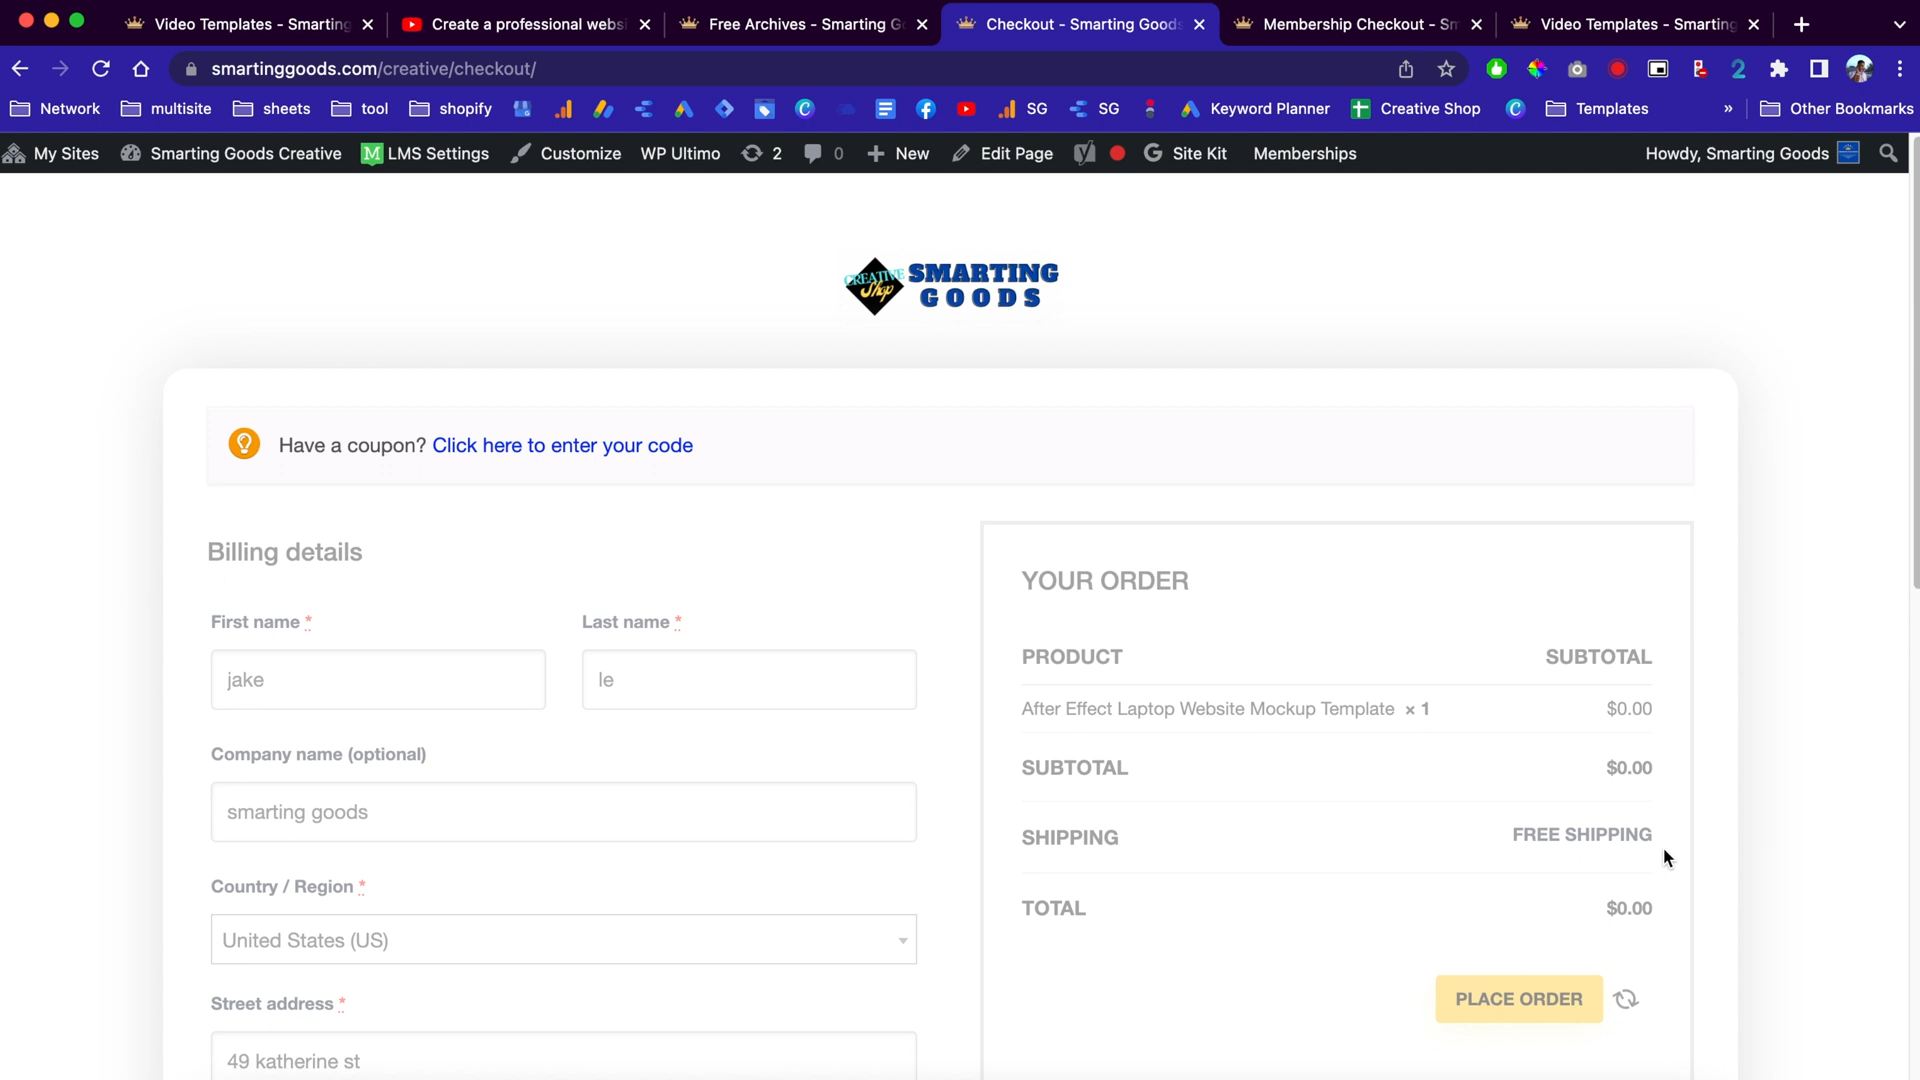 Video Templates - Smarting
Create a professional websi
Free Archives - Smarting G
Checkout - Smarting Goods
Membership Checkout - Sm
Video Templates - Smarting
smartinggoods.com/creative/checkout/
Network
multisite
sheets
tool
shopify
SG
SG
Keyword Planner
Creative Shop
Templates
»
Other Bookmarks
My Sites
Smarting Goods Creative
LMS Settings
Customize
WP Ultimo
2
0
New
Edit Page
Site Kit
Memberships
Howdy, Smarting Goods
CREATIVE
Shop
SMARTING
GOODS
Have a coupon? Click here to enter your code
Billing details
First name *
Last name *
jake
le
Company name (optional)
smarting goods
Country / Region *
United States (US)
Street address *
49 katherine st
YOUR ORDER
PRODUCT SUBTOTAL
After Effect Laptop Website Mockup Template × 1 $0.00
SUBTOTAL $0.00
SHIPPING FREE SHIPPING
TOTAL $0.00
PLACE ORDER